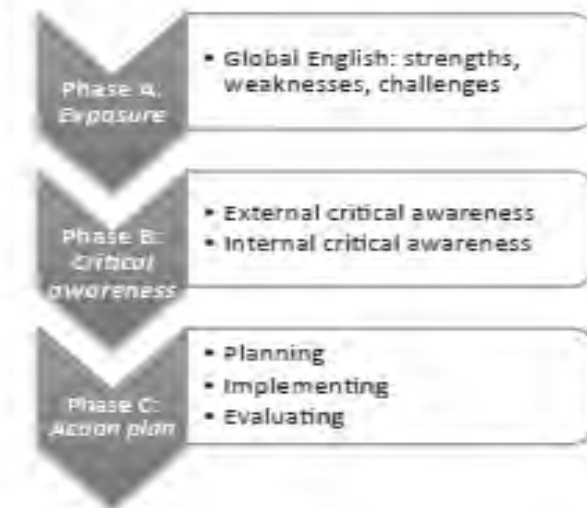 Phase A:
Exposure
• Global English: strengths,
weaknesses, challenges
Phase B:
Critical
awareness
• External critical awareness
• Internal critical awareness
Phase C:
Action plan
• Planning
• Implementing
• Evaluating